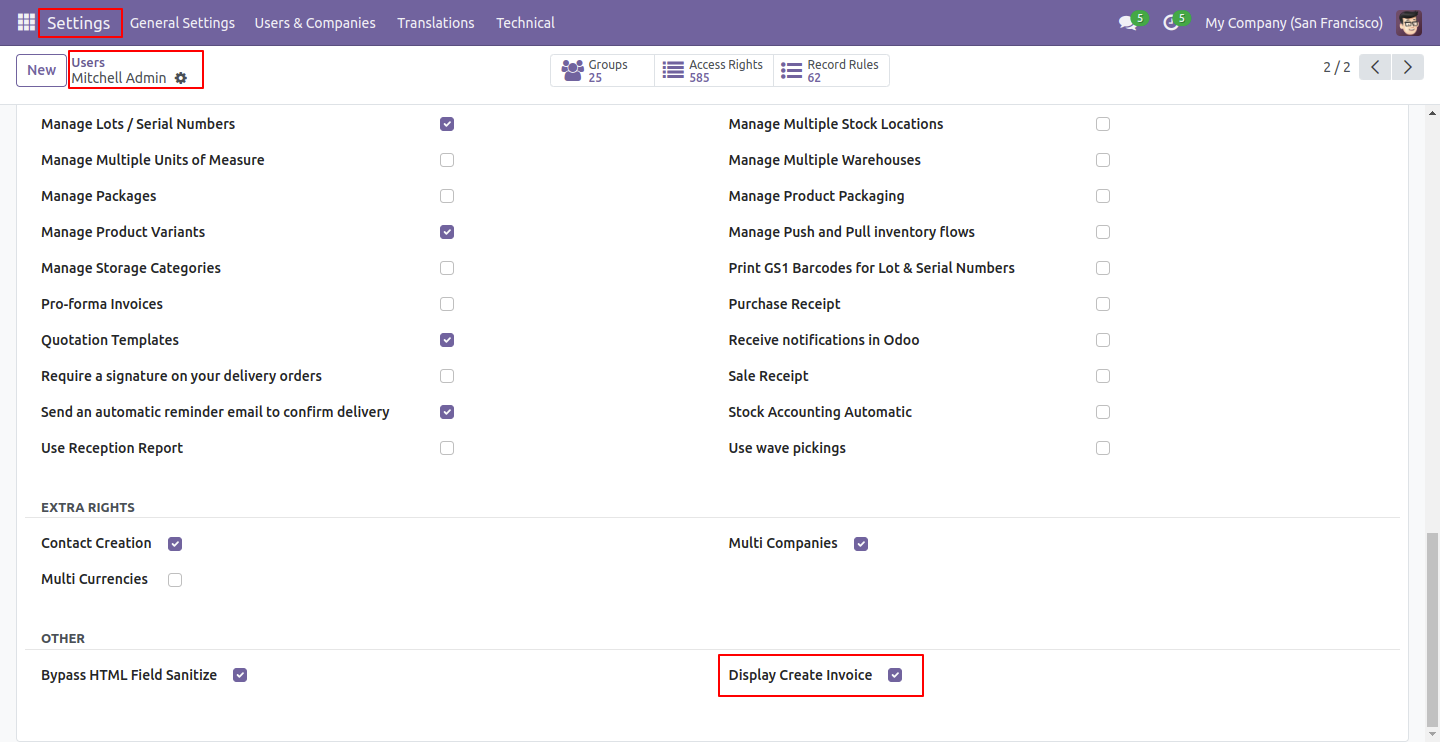 Settings General Settings Users & Companies Translations Technical 5 5 My Company (San Francisco)
New Users Groups Access Rights Record Rules 2 / 2
Mitchell Admin 25 585 62
Manage Lots / Serial Numbers Manage Multiple Stock Locations
Manage Multiple Units of Measure Manage Multiple Warehouses
Manage Packages Manage Product Packaging
Manage Product Variants Manage Push and Pull inventory flows
Manage Storage Categories Print GS1 Barcodes for Lot & Serial Numbers
Pro-forma Invoices Purchase Receipt
Quotation Templates Receive notifications in Odoo
Require a signature on your delivery orders Sale Receipt
Send an automatic reminder email to confirm delivery Stock Accounting Automatic
Use Reception Report Use wave pickings
EXTRA RIGHTS
Contact Creation Multi Companies
Multi Currencies
OTHER
Bypass HTML Field Sanitize Display Create Invoice